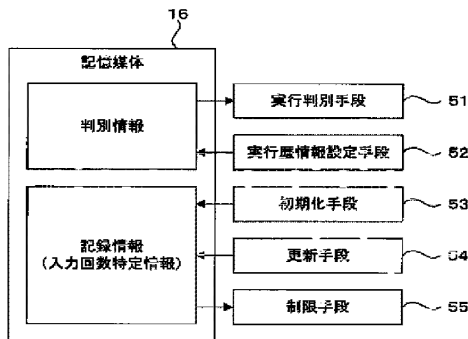 16
記憶媒体
判別情報
実行判別手段
51
実行歴情報設定手段
52
初期化手段
53
記録情報
(入力回数特定情報)
更新手段
54
制限手段
55